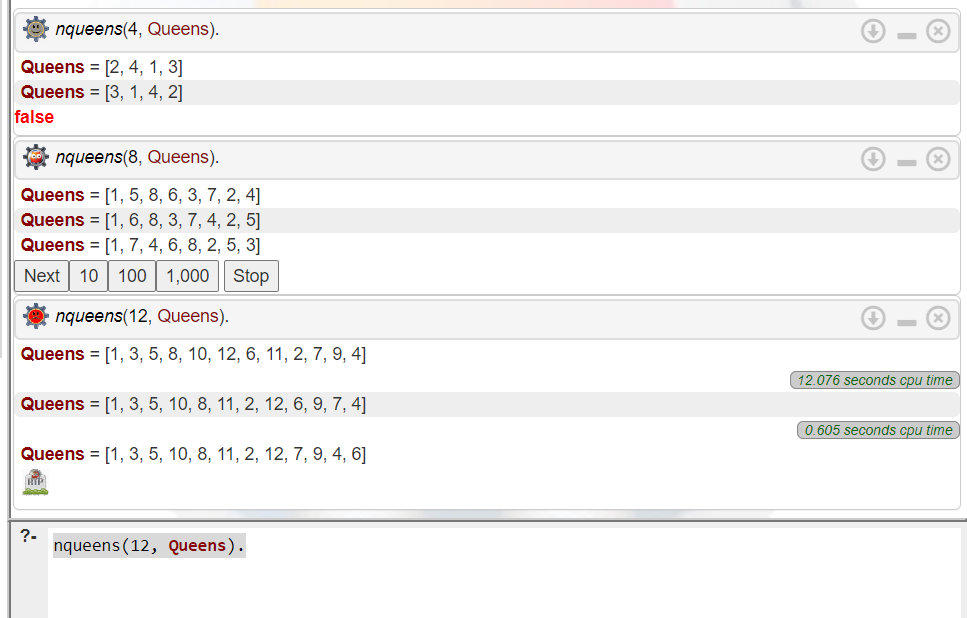 nqueens(4, Queens).
Queens = [2, 4, 1, 3]
Queens = [3, 1, 4, 2]
false
nqueens(8, Queens).
Queens = [1, 5, 8, 6, 3, 7, 2, 4]
Queens = [1, 6, 8, 3, 7, 4, 2, 5]
Queens = [1, 7, 4, 6, 8, 2, 5, 3]
Next 10 100 1,000 Stop
nqueens(12, Queens).
Queens = [1, 3, 5, 8, 10, 12, 6, 11, 2, 7, 9, 4]
12.076 seconds cpu time
Queens = [1, 3, 5, 10, 8, 11, 2, 12, 6, 9, 7, 4]
0.605 seconds cpu time
Queens = [1, 3, 5, 10, 8, 11, 2, 12, 7, 9, 4, 6]
RIP
?- nqueens(12, Queens).